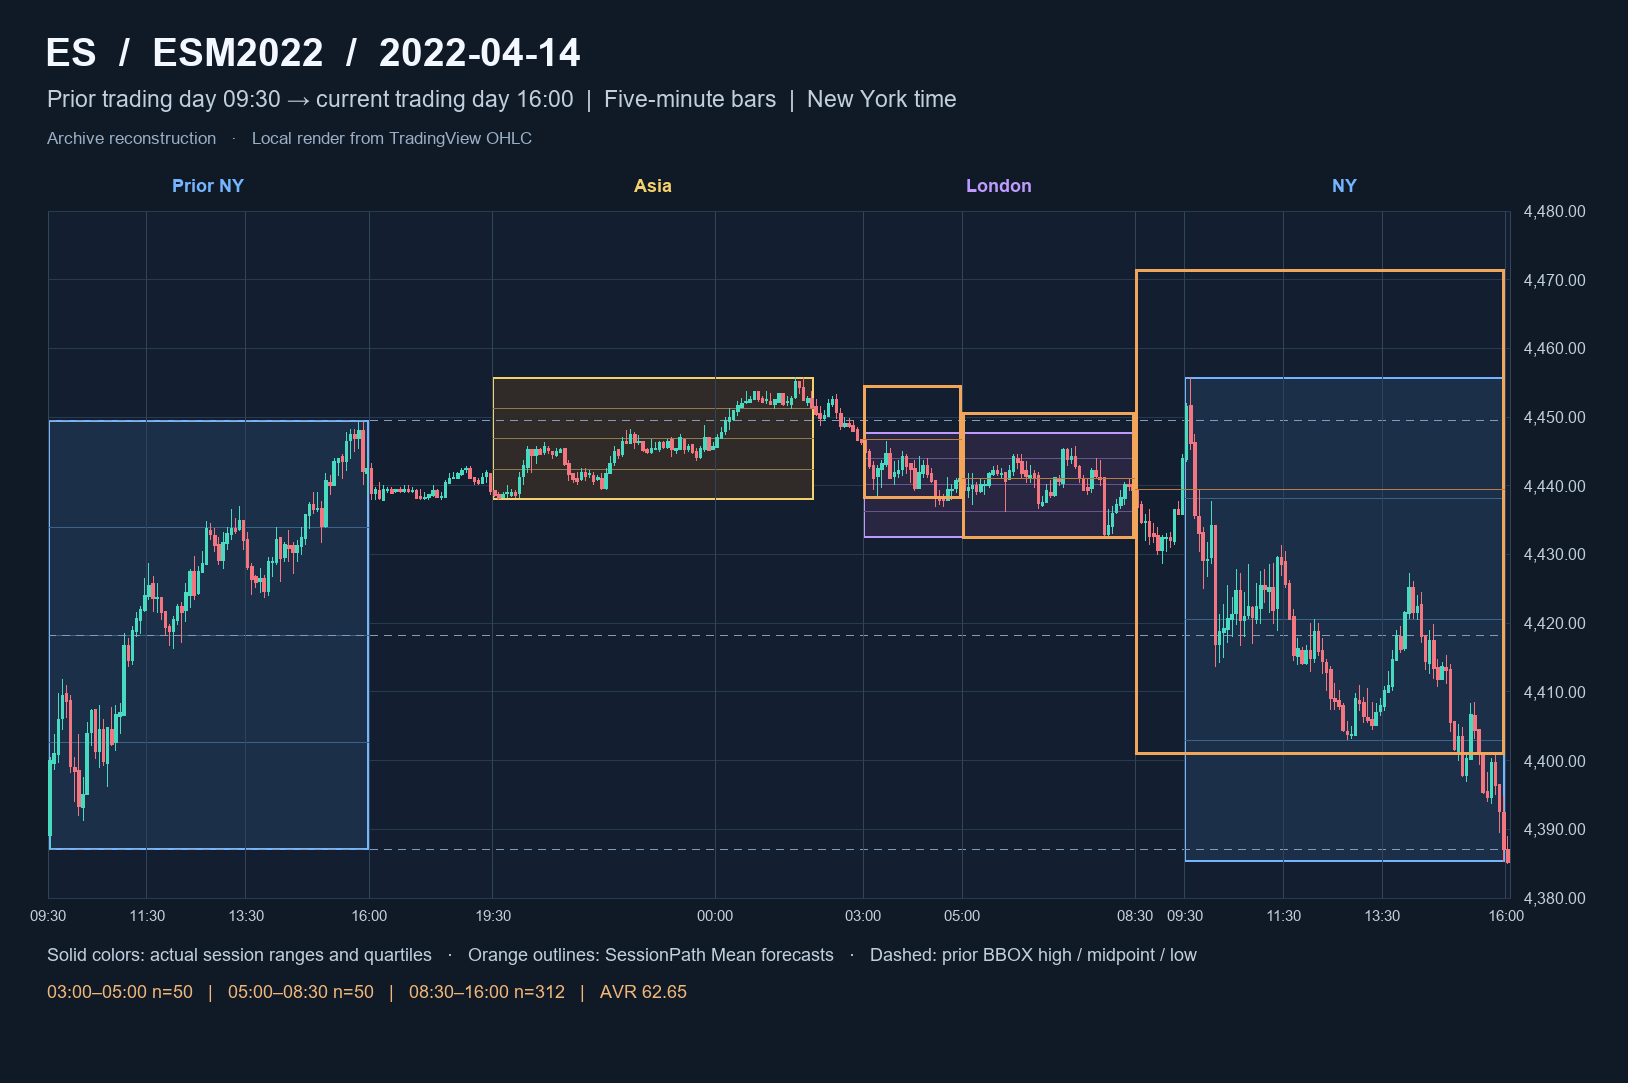 ES / ESM2022 / 2022-04-14
Prior trading day 09:30 → current trading day 16:00 | Five-minute bars | New York time
Archive reconstruction · Local render from TradingView OHLC
Prior NY Asia London NY
4,480.00
4,470.00
4,460.00
4,450.00
4,440.00
4,430.00
4,420.00
4,410.00
4,400.00
4,390.00
4,380.00
09:30 11:30 13:30 16:00 19:30 00:00 03:00 05:00 08:30 09:30 11:30 13:30 16:00
Solid colors: actual session ranges and quartiles · Orange outlines: SessionPath Mean forecasts · Dashed: prior BBOX high / midpoint / low
03:00–05:00 n=50 | 05:00–08:30 n=50 | 08:30–16:00 n=312 | AVR 62.65